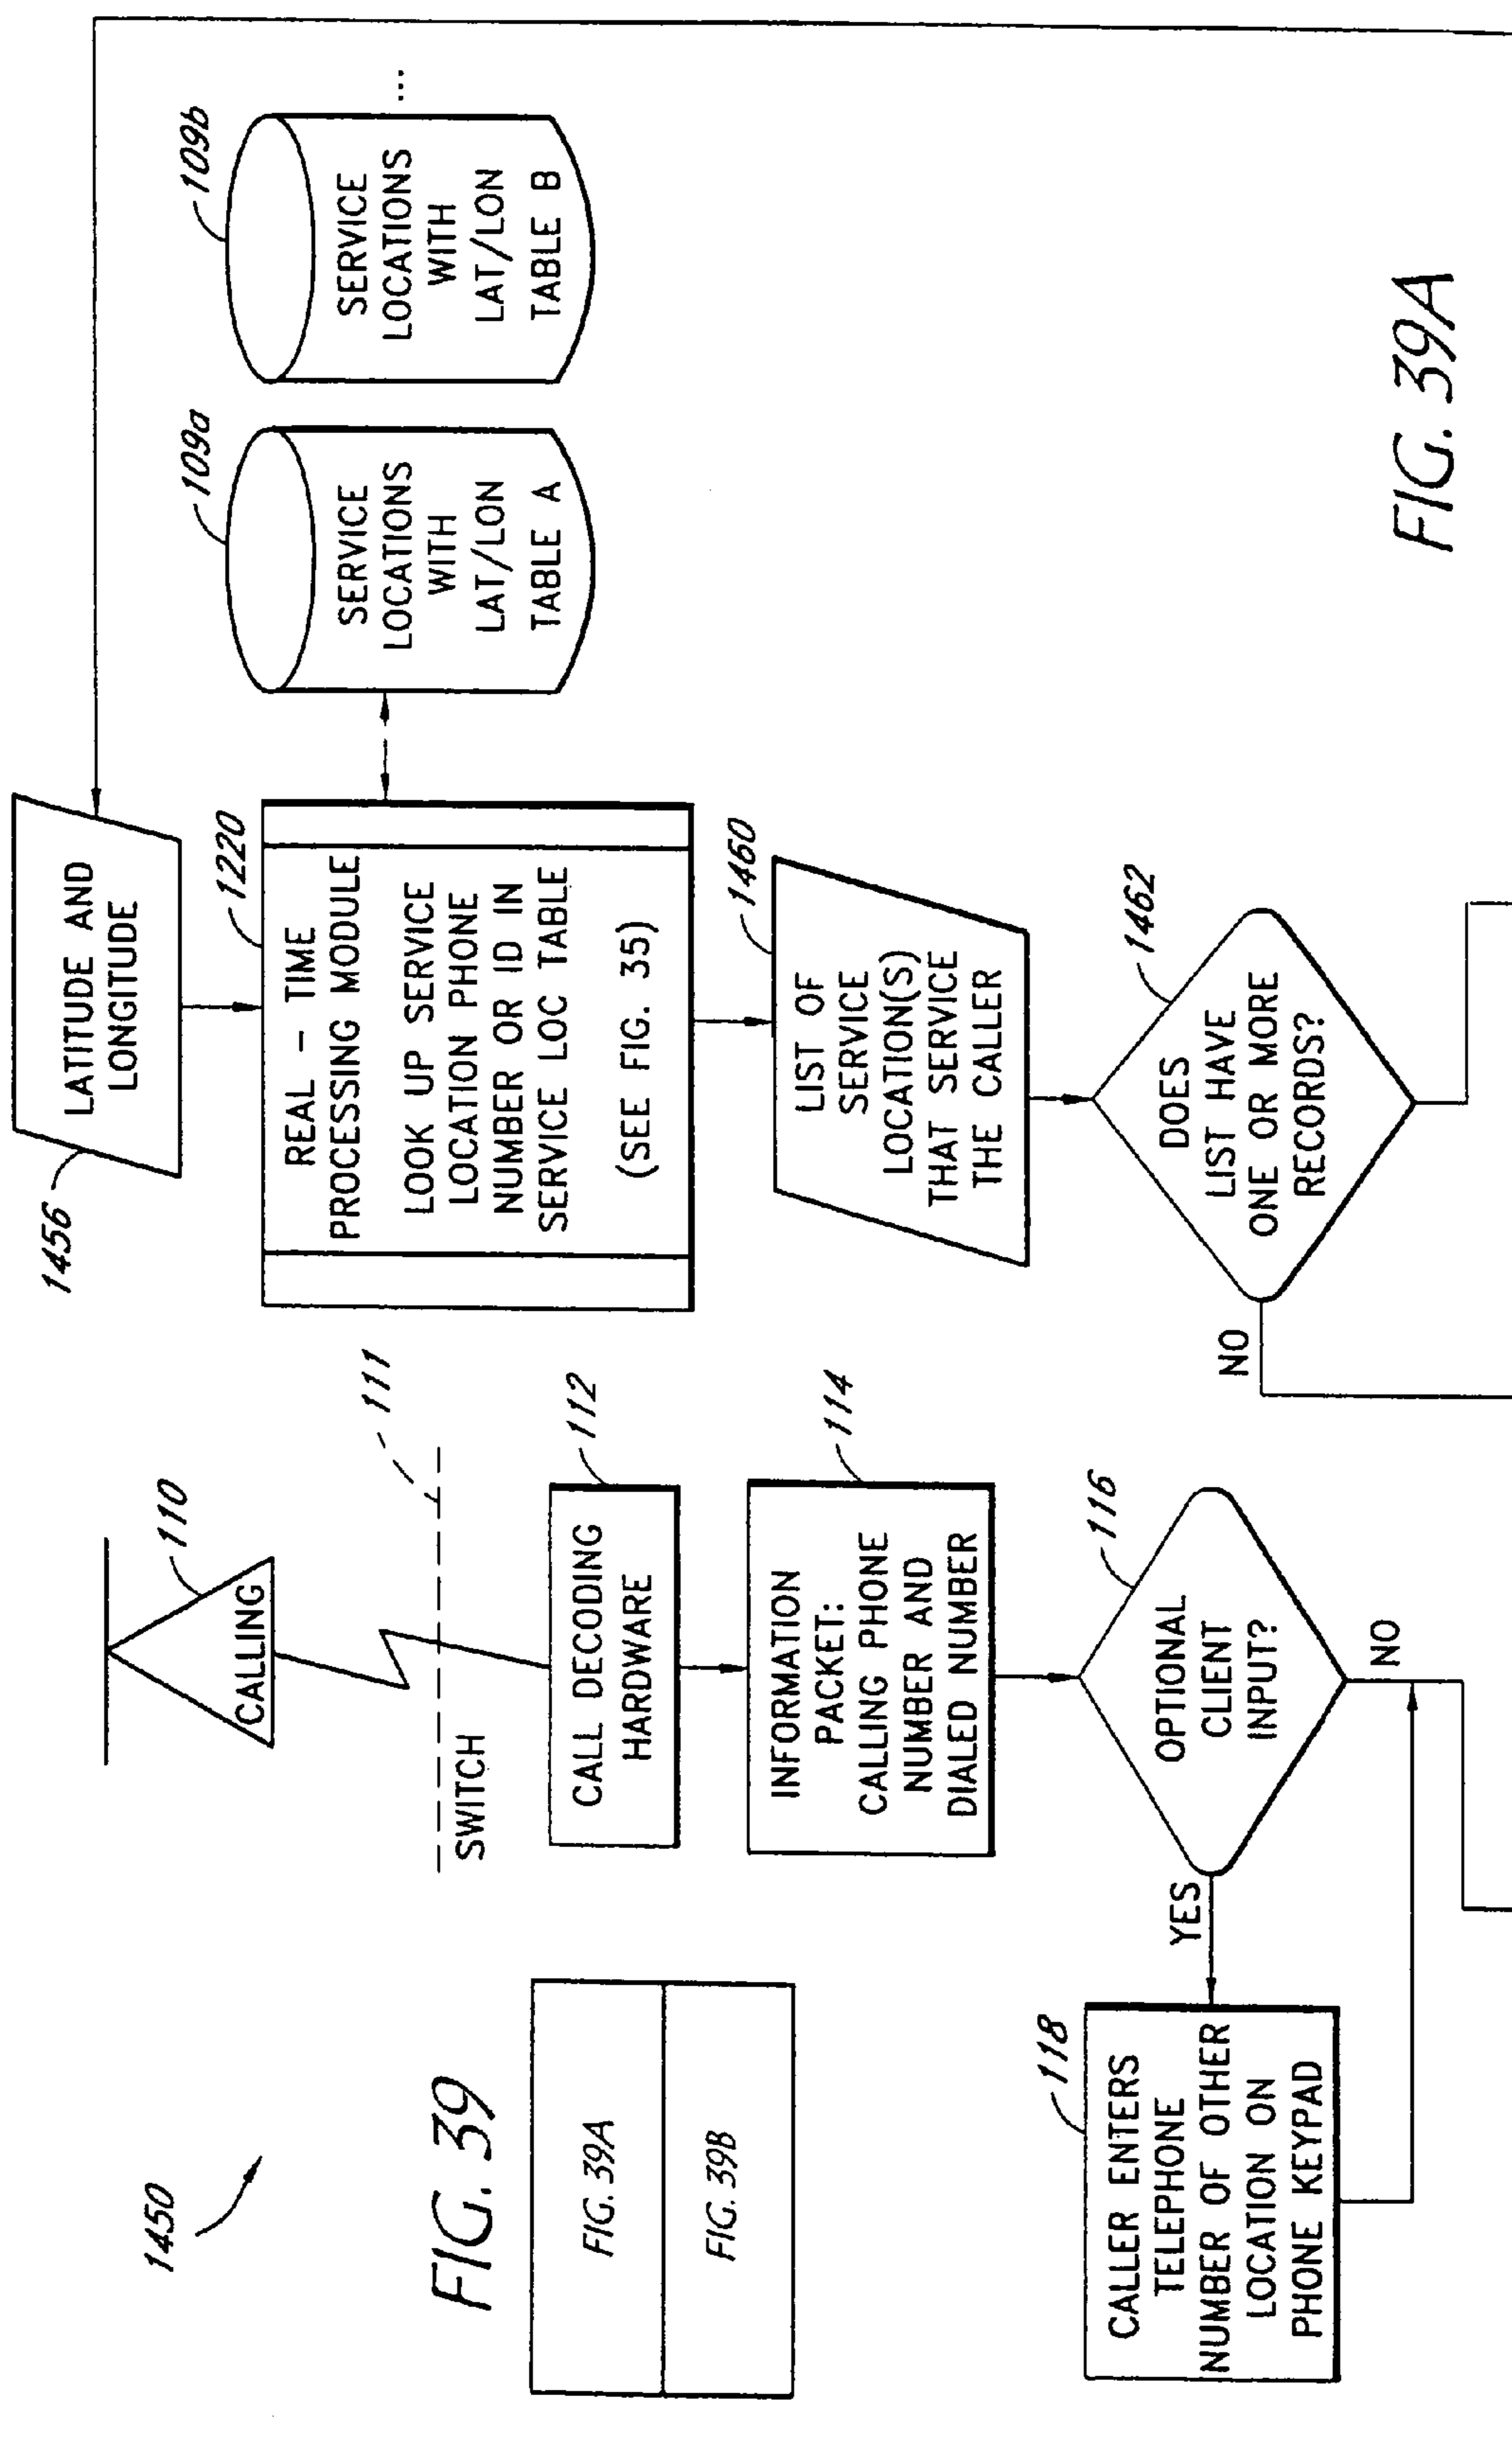 1450
FIG. 39
FIG. 39A
FIG. 39B
110
CALLING
111
SWITCH
112
CALL DECODING
HARDWARE
114
INFORMATION
PACKET:
CALLING PHONE
NUMBER AND
DIALED NUMBER
116
OPTIONAL
CLIENT
INPUT?
YES
NO
118
CALLER ENTERS
TELEPHONE
NUMBER OF OTHER
LOCATION ON
PHONE KEYPAD
1456
LATITUDE AND
LONGITUDE
1220
REAL - TIME
PROCESSING MODULE
LOOK UP SERVICE
LOCATION PHONE
NUMBER OR ID IN
SERVICE LOC TABLE
(SEE FIG. 35)
109a
SERVICE
LOCATIONS
WITH
LAT/LON
TABLE A
109b
SERVICE
LOCATIONS
WITH
LAT/LON
TABLE B
...
1460
LIST OF
SERVICE
LOCATION(S)
THAT SERVICE
THE CALLER
1462
DOES
LIST HAVE
ONE OR MORE
RECORDS?
NO
FIG. 39A